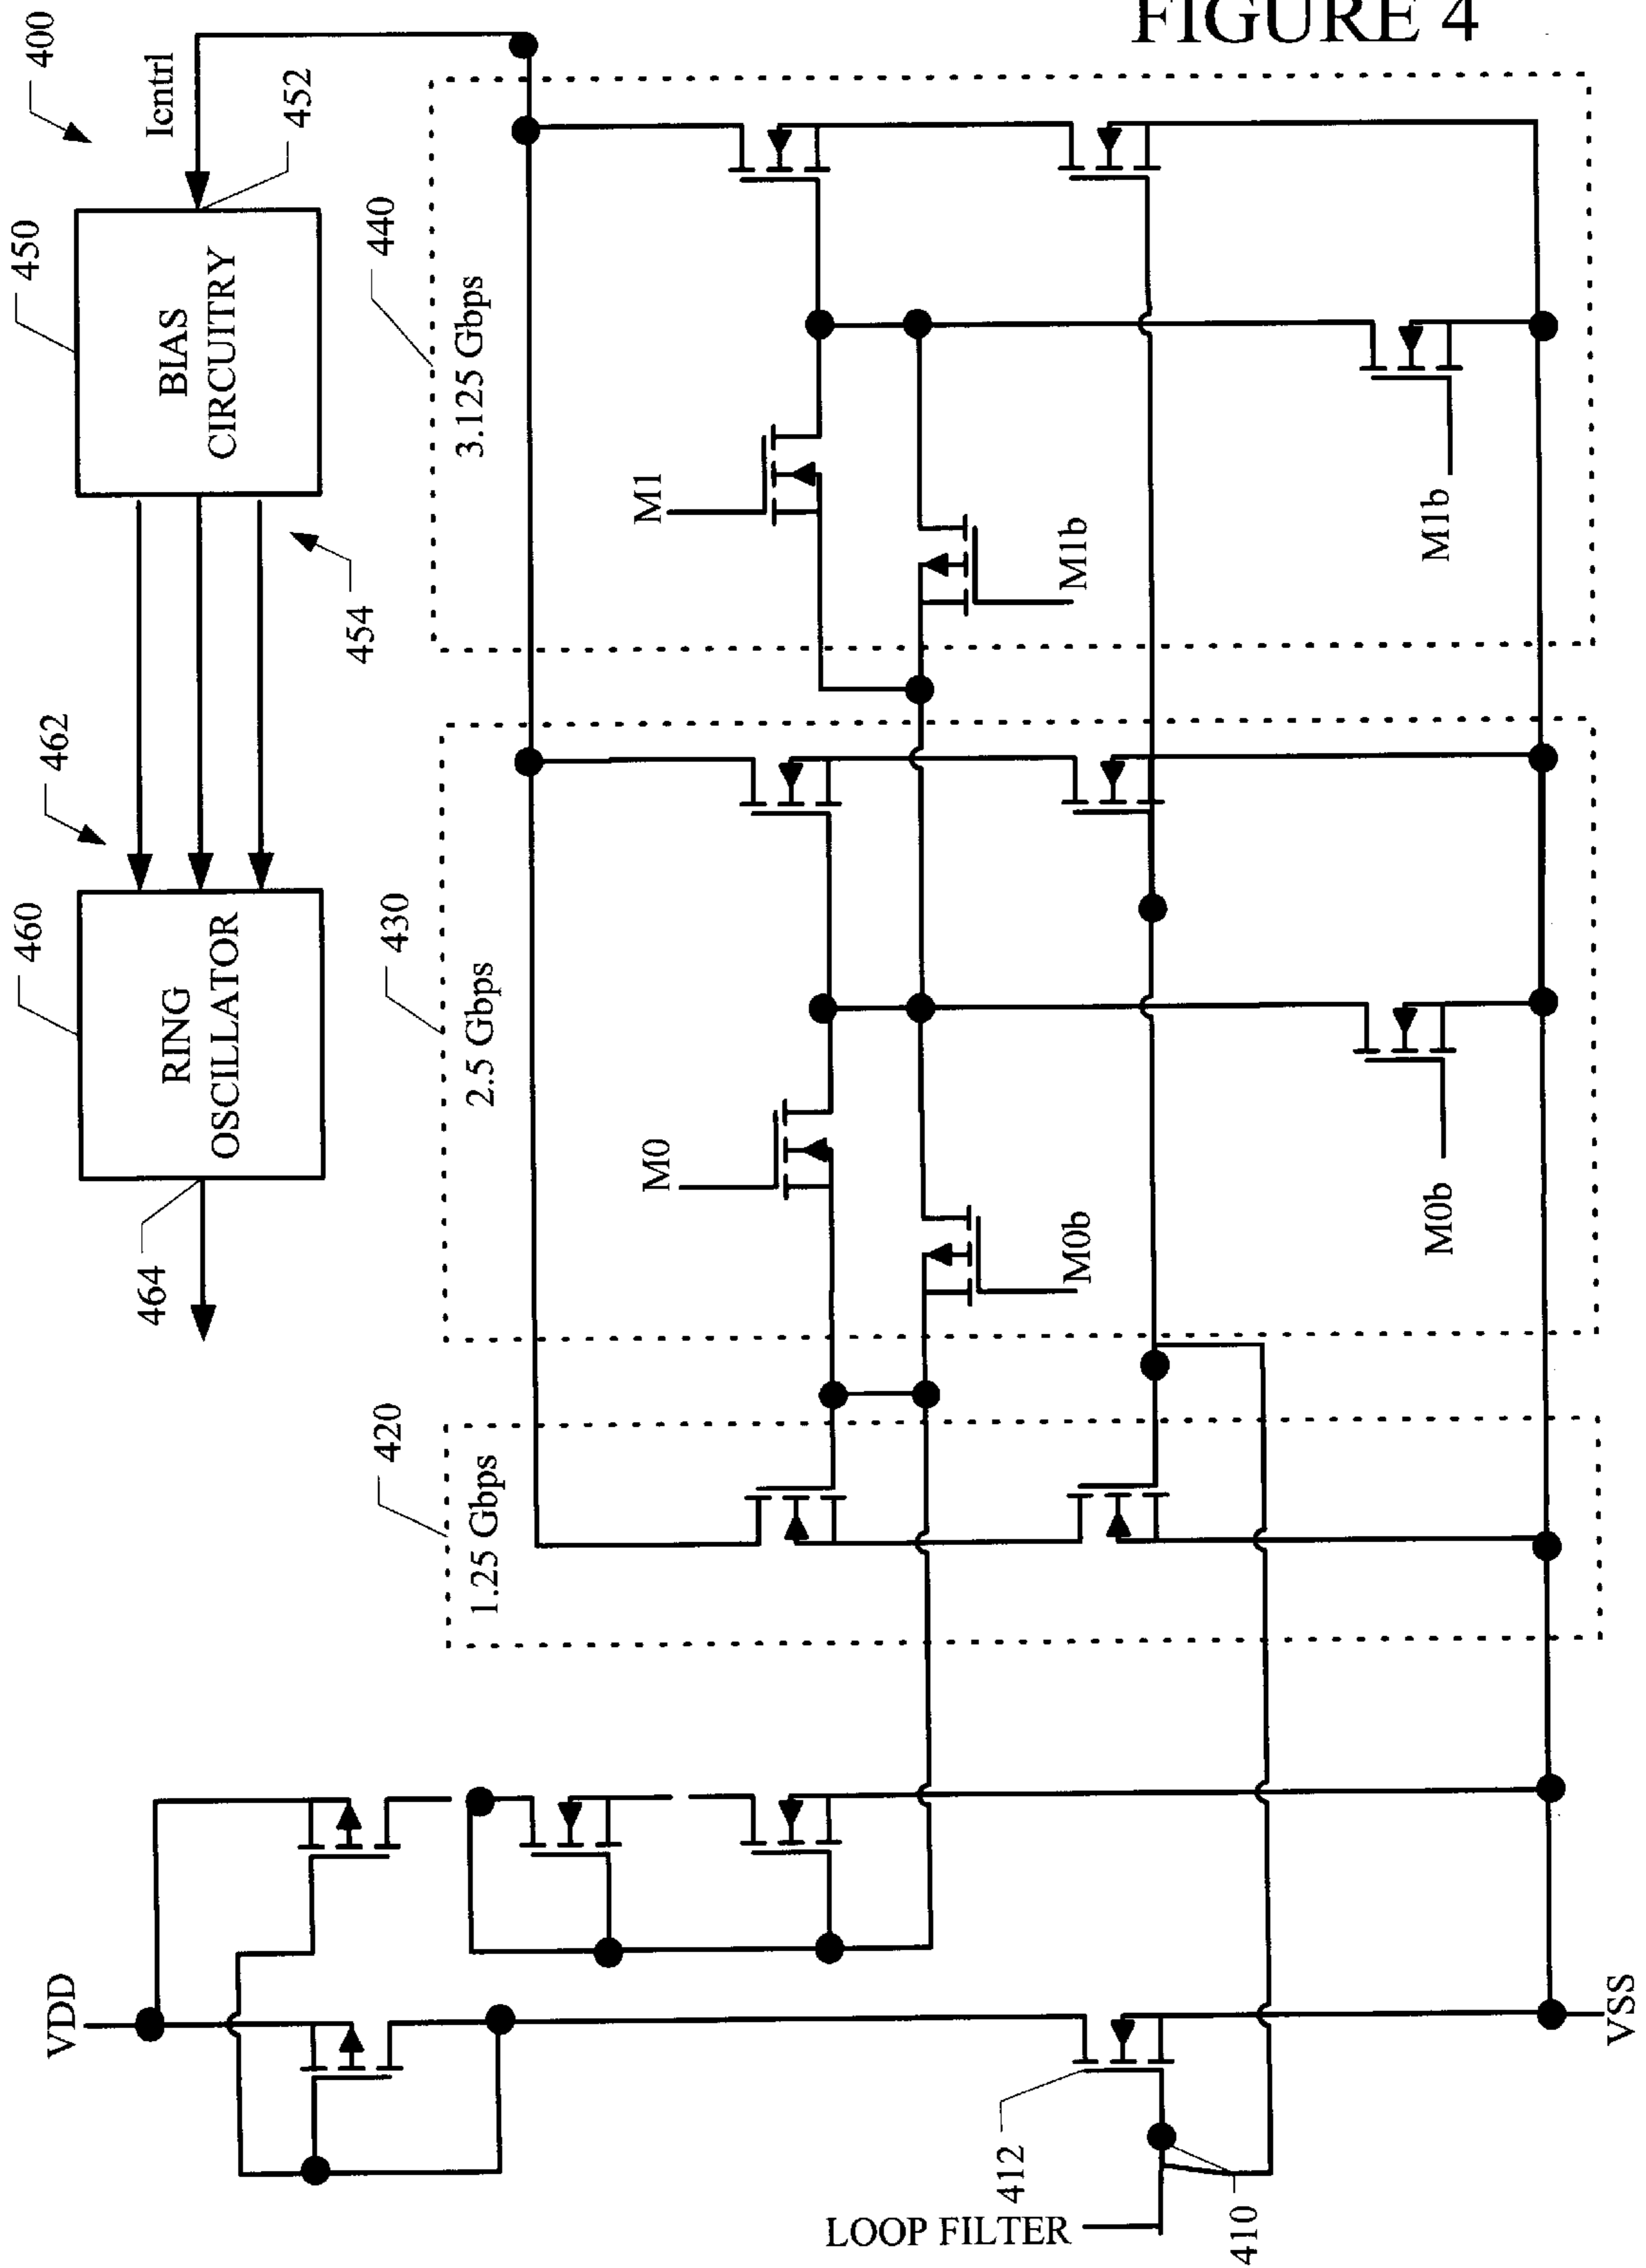 FIGURE 4
400
Icntrl
452
450
BIAS
CIRCUITRY
454
462
460
RING
OSCILLATOR
464
440
3.125 Gbps
M1
M1b
M1b
430
2.5 Gbps
M0
M0b
M0b
420
1.25 Gbps
VDD
VSS
412
410
LOOP FILTER